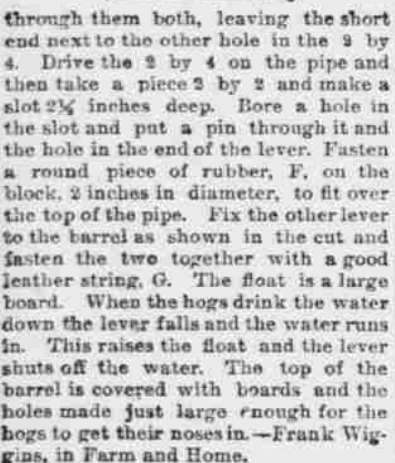 through them both, leaving the short
end next to the other hole in the 2 by
4. Drive the 2 by 4 on the pipe and
then take a piece 2 by 2 and make a
slot 2½ inches deep. Bore a hole in
the slot and put a pin through it and
the hole in the end of the lever. Fasten
a round piece of rubber, F, on the
block, 2 inches in diameter, to fit over
the top of the pipe. Fix the other lever
to the barrel as shown in the cut and
fasten the two together with a good
leather string, G. The float is a large
board. When the hogs drink the water
down the lever falls and the water runs
in. This raises the float and the lever
shuts off the water. The top of the
barrel is covered with boards and the
holes made just large enough for the
hogs to get their noses in.—Frank Wig-
gins, in Farm and Home.